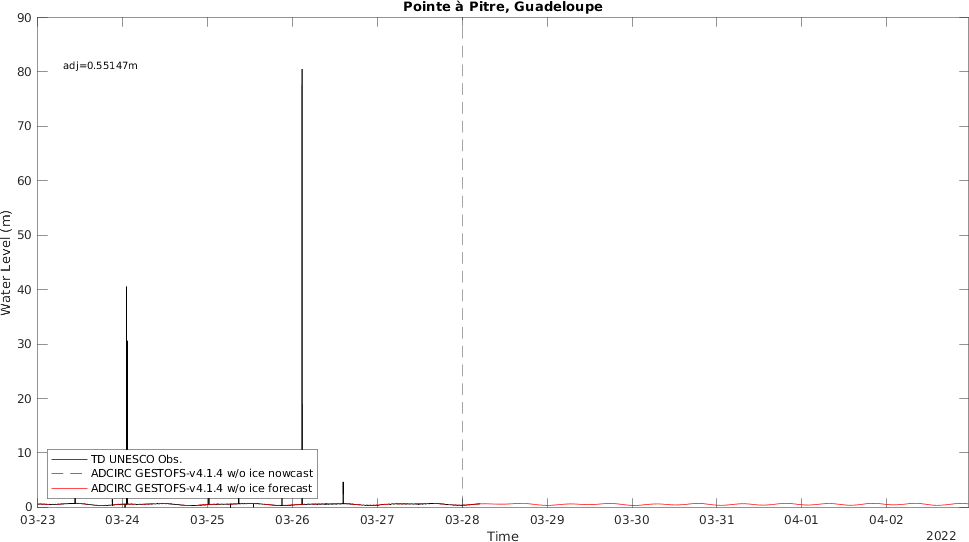 Pointe à Pitre, Guadeloupe
90
adj=0.55147m
80
70
60
50
40
30
20
10
0
Water Level (m)
TD UNESCO Obs.
ADCIRC GESTOFS-v4.1.4 w/o ice nowcast
ADCIRC GESTOFS-v4.1.4 w/o ice forecast
03-23 03-24 03-25 03-26 03-27 03-28 03-29 03-30 03-31 04-01 04-02
Time
2022